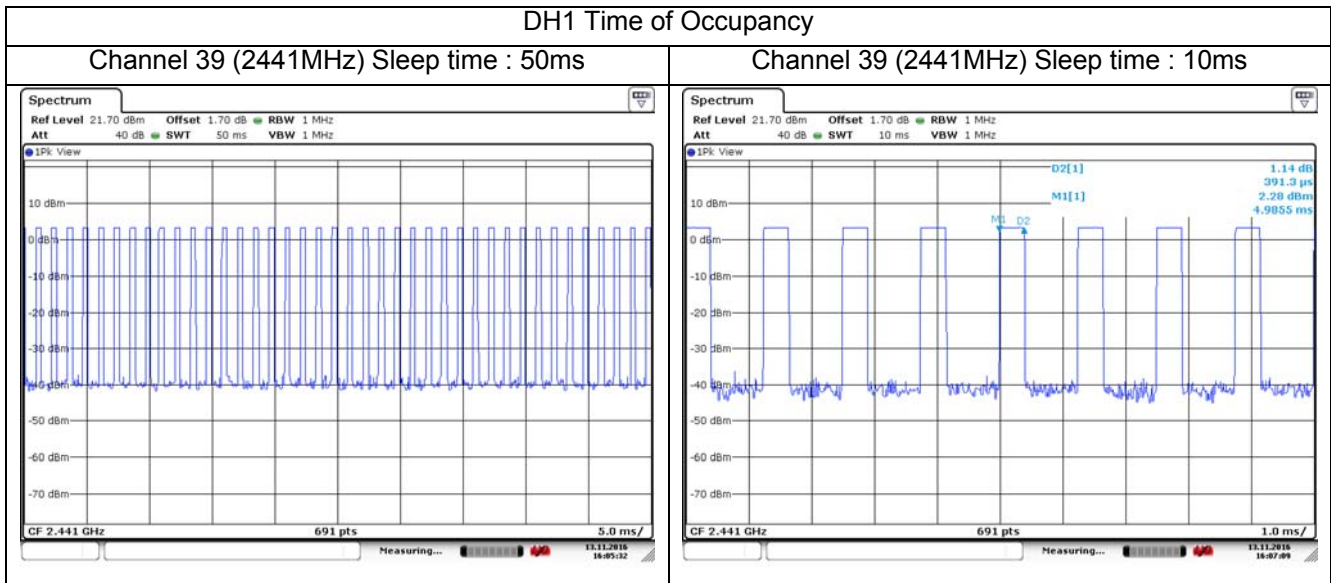 DH1 Time of Occupancy
Channel 39 (2441MHz) Sleep time : 50ms
Channel 39 (2441MHz) Sleep time : 10ms
Spectrum
Ref Level 21.70 dBm Offset 1.70 dB RBW 1 MHz
Att 40 dB SWT 50 ms VBW 1 MHz
1Pk View
10 dBm
0 dBm
-10 dBm
-20 dBm
-30 dBm
-40 dBm
-50 dBm
-60 dBm
-70 dBm
CF 2.441 GHz 691 pts 5.0 ms/
Measuring... 13.11.2016
16:05:32
Spectrum
Ref Level 21.70 dBm Offset 1.70 dB RBW 1 MHz
Att 40 dB SWT 10 ms VBW 1 MHz
1Pk View
D2[1] 1.14 dB
391.3 µs
M1[1] 2.28 dBm
4.9855 ms
10 dBm
M1 D2
0 dBm
-10 dBm
-20 dBm
-30 dBm
-40 dBm
-50 dBm
-60 dBm
-70 dBm
CF 2.441 GHz 691 pts 1.0 ms/
Measuring... 13.11.2016
16:07:09